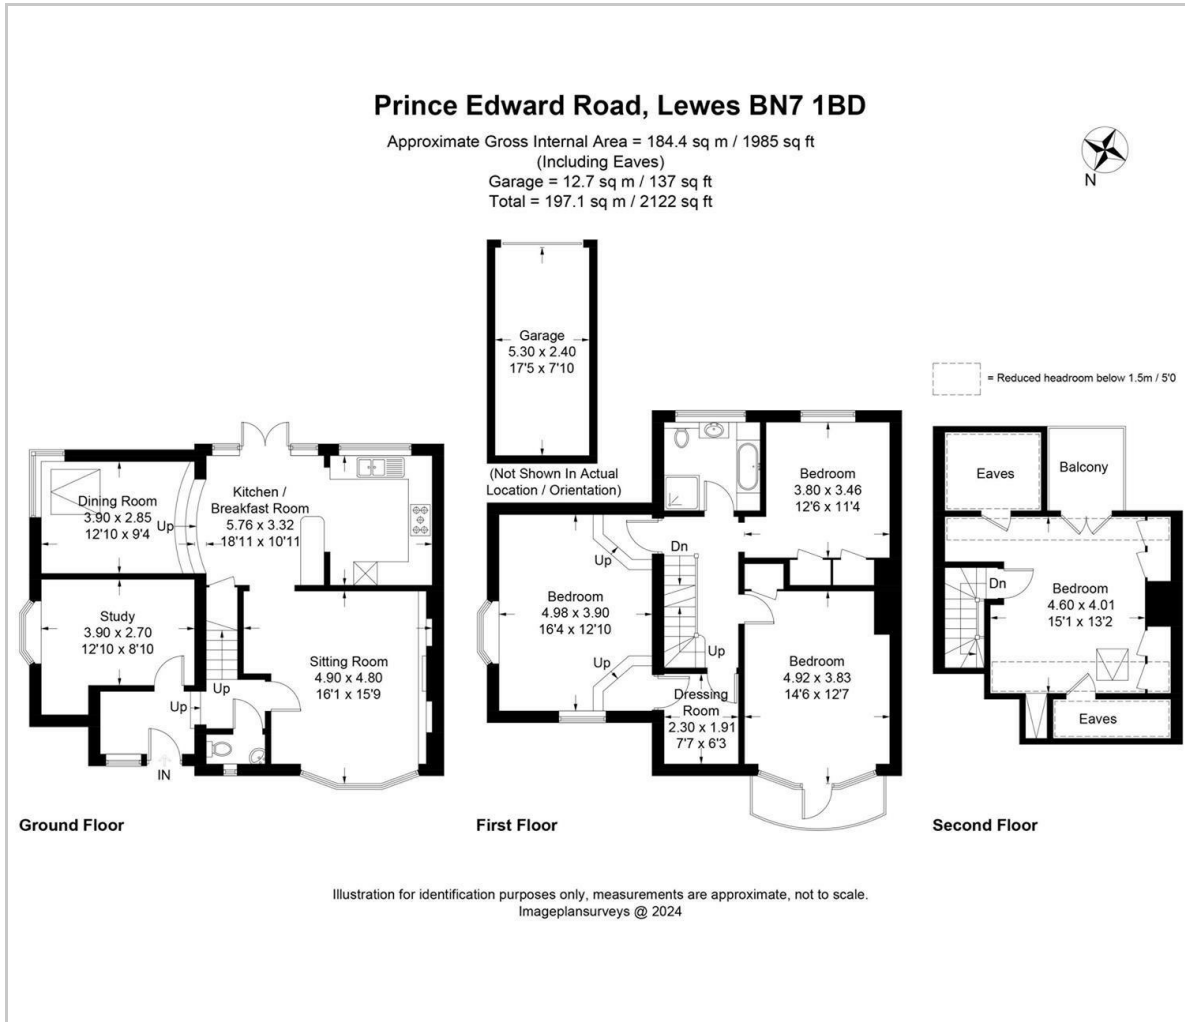 Prince Edward Road, Lewes BN7 1BD
Approximate Gross Internal Area = 184.4 sq m / 1985 sq ft
(Including Eaves)
Garage = 12.7 sq m / 137 sq ft
Total = 197.1 sq m / 2122 sq ft
N
Garage
5.30 x 2.40
17'5 x 7'10
(Not Shown In Actual
Location / Orientation)
= Reduced headroom below 1.5m / 5'0
Dining Room
3.90 x 2.85
12'10 x 9'4
Up
Kitchen /
Breakfast Room
5.76 x 3.32
18'11 x 10'11
Study
3.90 x 2.70
12'10 x 8'10
Up
Up
Sitting Room
4.90 x 4.80
16'1 x 15'9
IN
Ground Floor
Bedroom
3.80 x 3.46
12'6 x 11'4
Up
Dn
Bedroom
4.98 x 3.90
16'4 x 12'10
Up
Up
Dressing
Room
2.30 x 1.91
7'7 x 6'3
Bedroom
4.92 x 3.83
14'6 x 12'7
First Floor
Eaves
Balcony
Dn
Bedroom
4.60 x 4.01
15'1 x 13'2
Eaves
Second Floor
Illustration for identification purposes only, measurements are approximate, not to scale.
Imageplansurveys @ 2024